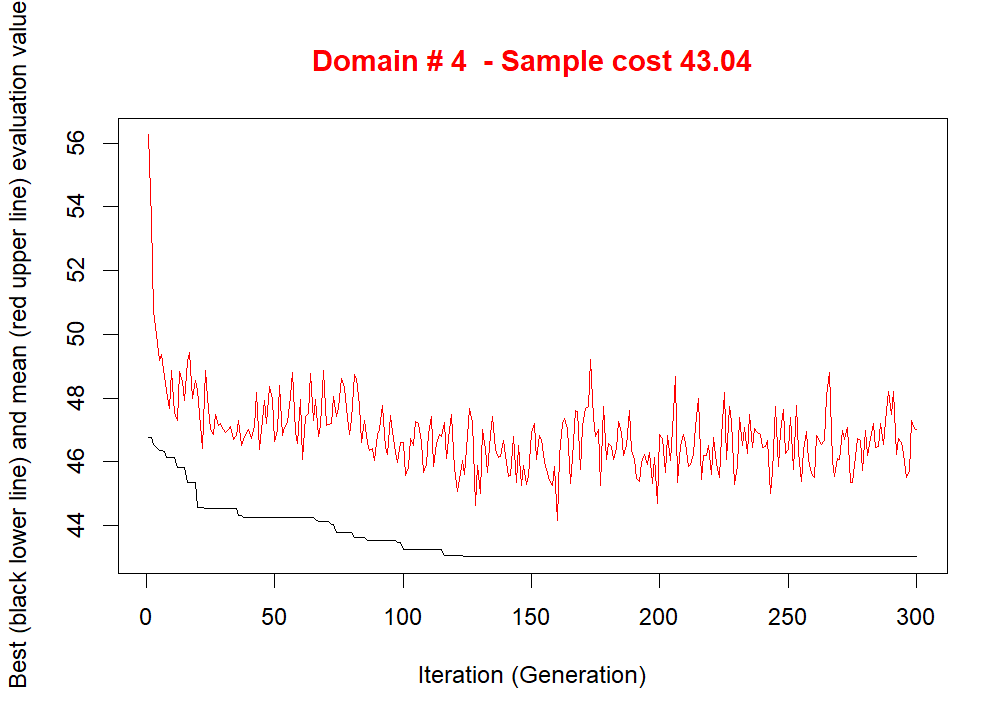 Domain # 4  - Sample cost 43.04
Best (black lower line) and mean (red upper line) evaluation value
56
54
52
50
48
46
44
0 50 100 150 200 250 300
Iteration (Generation)